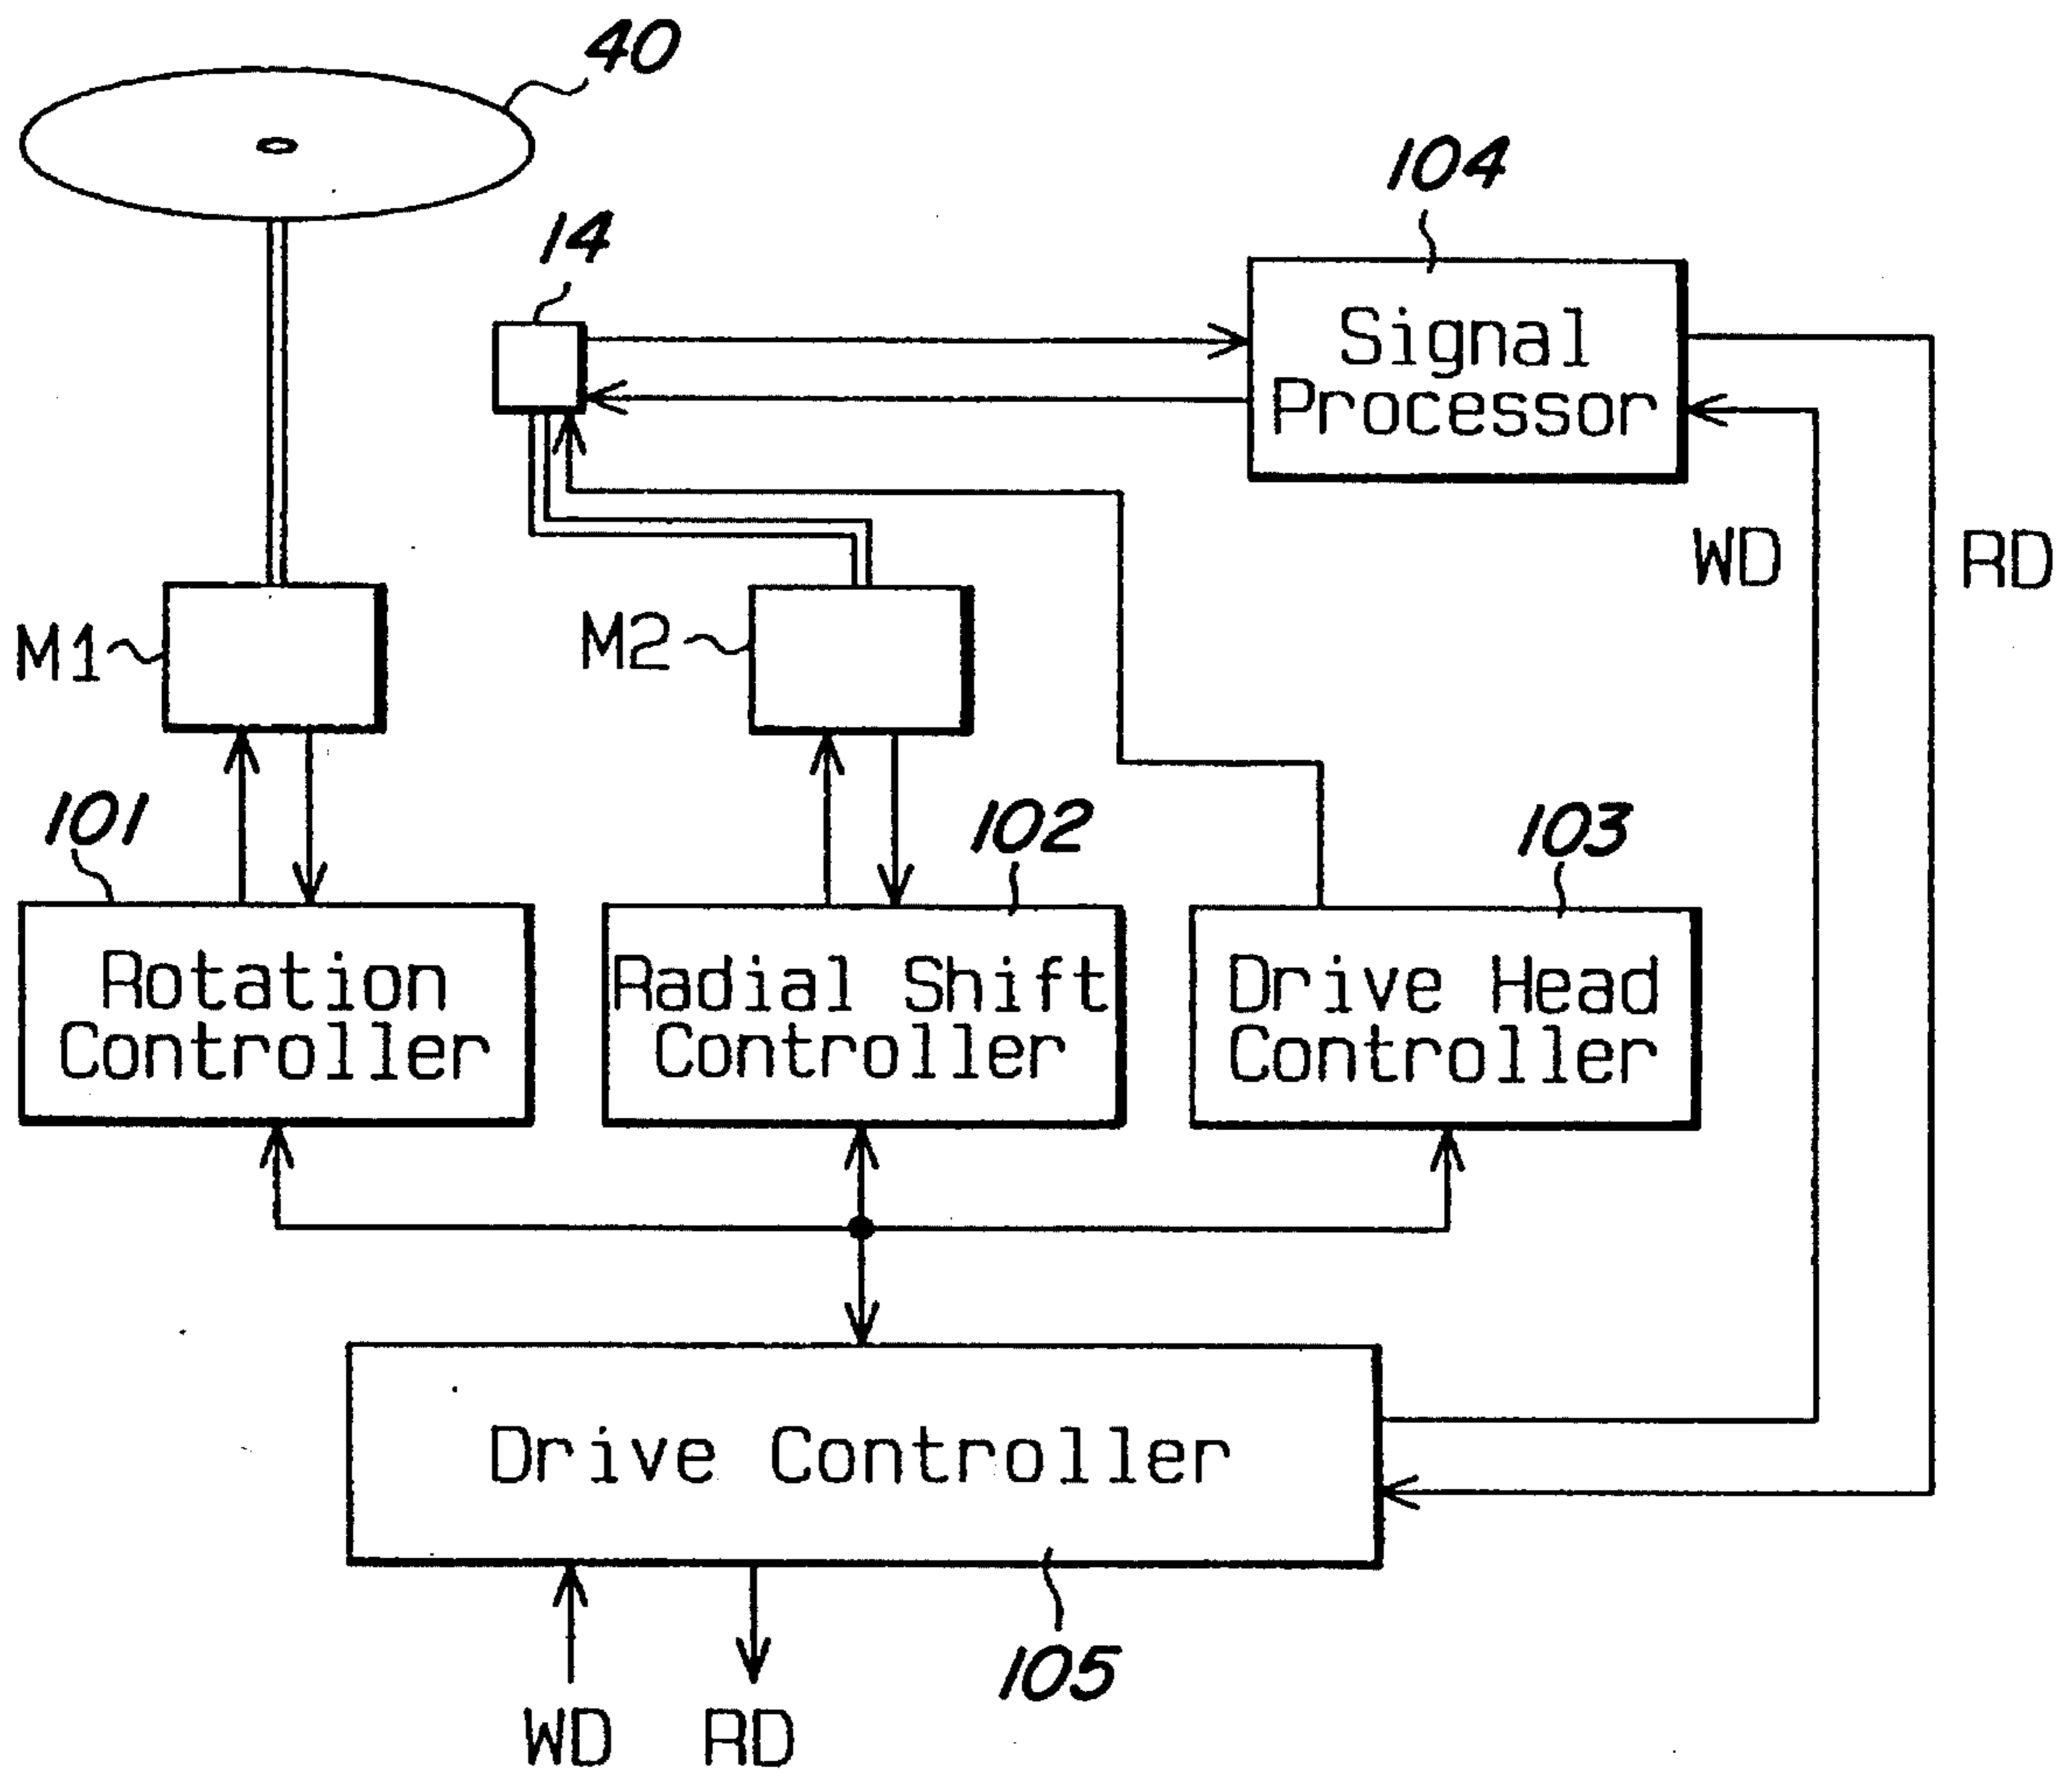 40
104
14
Signal
Processor
WD
RD
M1
M2
101
102
103
Rotation
Controller
Radial Shift
Controller
Drive Head
Controller
Drive Controller
105
WD
RD